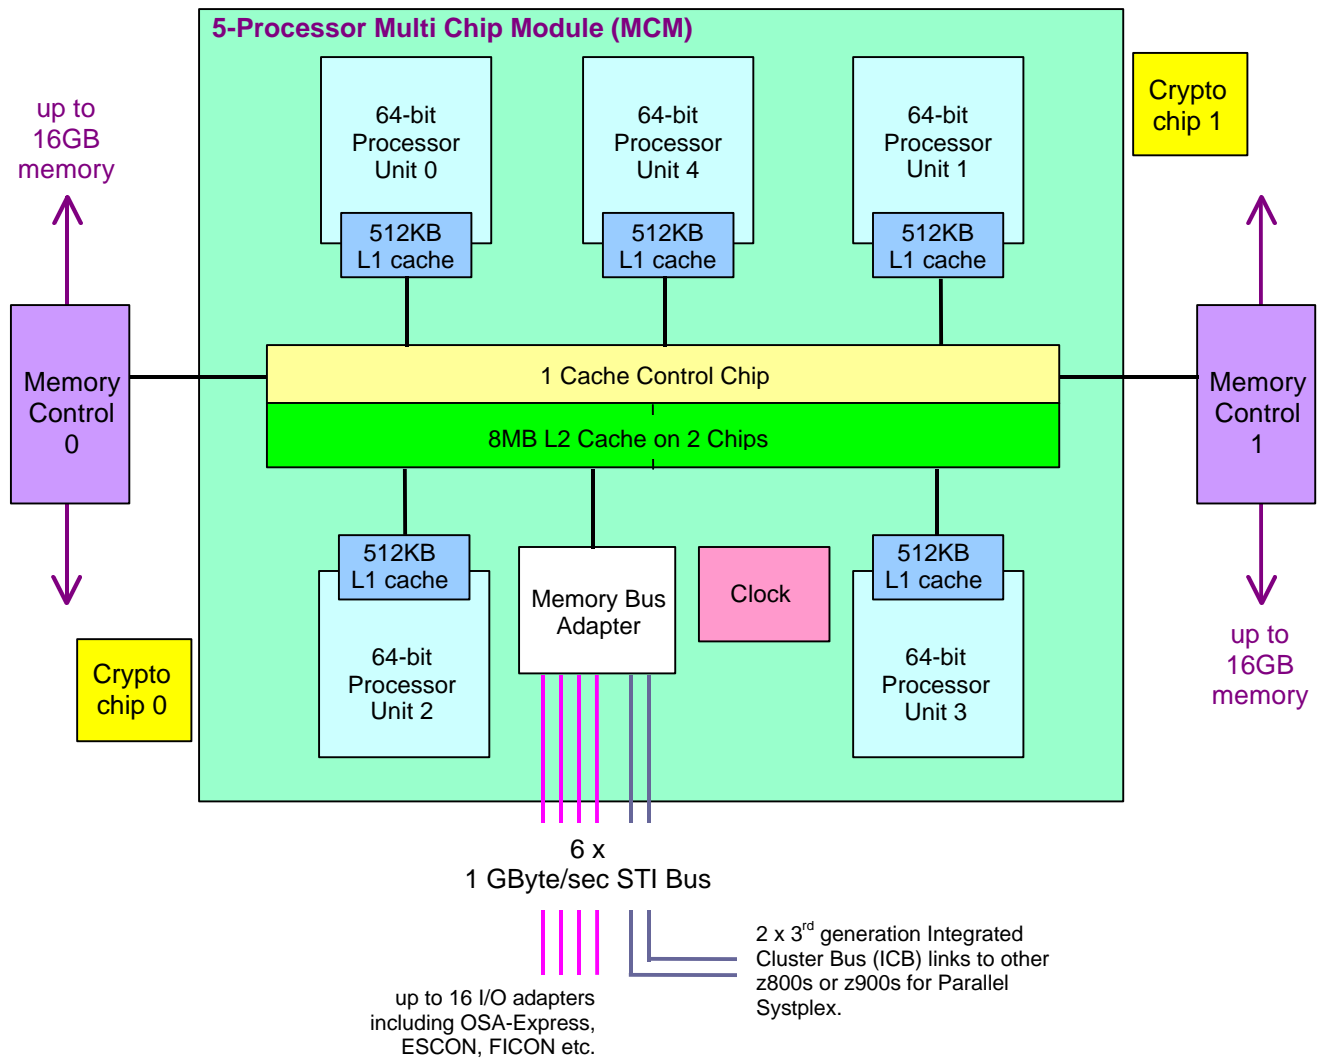 5-Processor Multi Chip Module (MCM)
up to
16GB
memory
64-bit
Processor
Unit 0
512KB
L1 cache
64-bit
Processor
Unit 4
512KB
L1 cache
64-bit
Processor
Unit 1
512KB
L1 cache
Crypto
chip 1
Memory
Control
0
1 Cache Control Chip
8MB L2 Cache on 2 Chips
Memory
Control
1
512KB
L1 cache
64-bit
Processor
Unit 2
Memory Bus
Adapter
Clock
512KB
L1 cache
64-bit
Processor
Unit 3
Crypto
chip 0
up to
16GB
memory
6 x
1 GByte/sec STI Bus
up to 16 I/O adapters
including OSA-Express,
ESCON, FICON etc.
2 x 3rd generation Integrated
Cluster Bus (ICB) links to other
z800s or z900s for Parallel
Systplex.